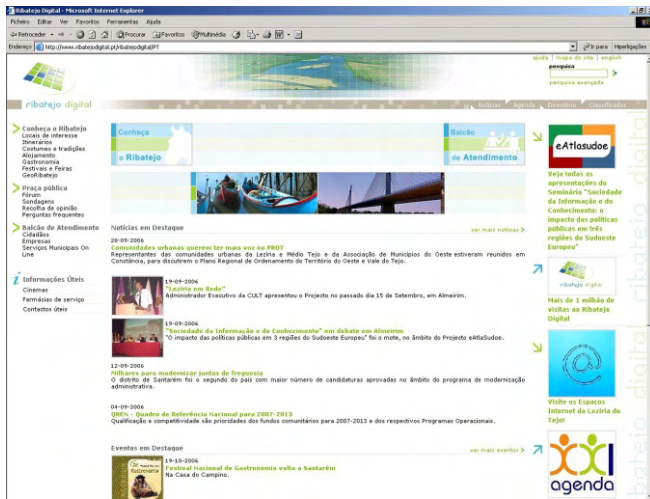 Ribatejo Digital - Microsoft Internet Explorer
Ficheiro Editar Ver Favoritos Ferramentas Ajuda
Retroceder Procurar Favoritos Multimédia
Endereço http://www.ribatejodigital.pt/ribatejodigital/PT Ir para Hiperligações
ajuda | mapa do site | english
pesquisa
pesquisa avançada
ribatejo digital
Notícias Agenda Directório Classificados
Conheça o Ribatejo
Locais de interesse
Itinerários
Costumes e tradições
Alojamento
Gastronomia
Festivais e Feiras
GeoRibatejo
Praça pública
Fórum
Sondagens
Recolha de opinião
Perguntas frequentes
Balcão de Atendimento
Cidadãos
Empresas
Serviços Municipais On
Line
Informações Úteis
Cinemas
Farmácias de serviço
Contactos úteis
Conheça
o Ribatejo
Balcão
de Atendimento
Notícias em Destaque
ver mais notícias
20-09-2006
Comunidades urbanas querem ter mais voz no PROT
Representantes das comunidades urbanas da Lezíria e Médio Tejo e da Associação de Municípios do Oeste estiveram reunidos em
Constância, para discutirem o Plano Regional de Ordenamento do Território do Oeste e Vale do Tejo.
19-09-2006
"Lezíria em Rede"
Administrador Executivo da CULT apresentou o Projecto no passado dia 15 de Setembro, em Almeirim.
19-09-2006
"Sociedade da Informação e do Conhecimento" em debate em Almeirim
"O impacto das políticas públicas em 3 regiões do Sudoeste Europeu" foi o mote, no âmbito do Projecto eAtlaSudoe.
12-09-2006
Milhares para modernizar juntas de freguesia
O distrito de Santarém foi o segundo do país com maior número de candidaturas aprovadas no âmbito do programa de modernização
administrativa.
04-09-2006
QREN - Quadro de Referência Nacional para 2007-2013
Qualificação e competitividade são prioridades dos fundos comunitários para 2007-2013 e dos respectivos Programas Operacionais.
Eventos em Destaque
ver mais eventos
19-10-2006
Festival Nacional de Gastronomia volta a Santarém
Na Casa do Campino.
eAtlasudoe
Veja todas as
apresentações do
Seminário "Sociedade
da Informação e do
Conhecimento: o
impacto das políticas
públicas em três
regiões do Sudoeste
Europeu"
ribatejo digital
Mais de 1 milhão de
visitas ao Ribatejo
Digital
Visite os Espaços
Internet da Lezíria do
Tejo!
XXI
agenda
ribatejo digital